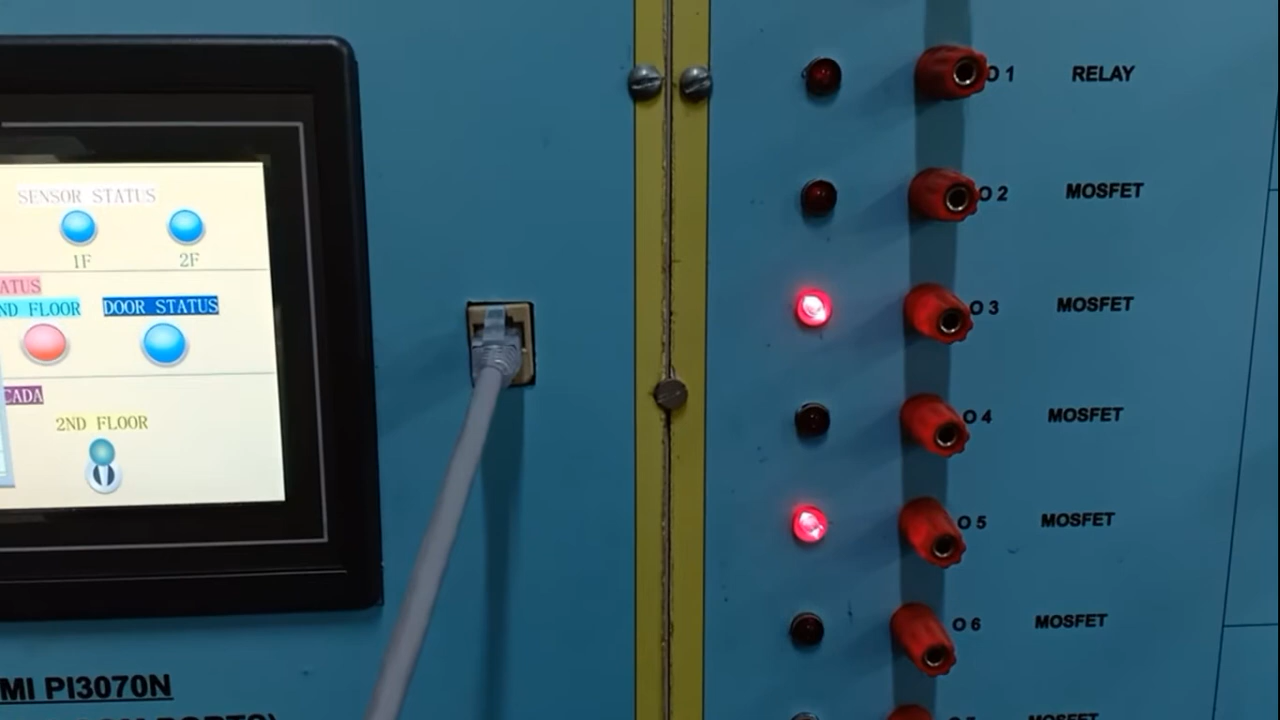 SENSOR STATUS
1F 2F
ATUS
ND FLOOR DOOR STATUS
CADA
2ND FLOOR
MI PI3070N
O 1 RELAY
O 2 MOSFET
O 3 MOSFET
O 4 MOSFET
O 5 MOSFET
O 6 MOSFET
MOSFET